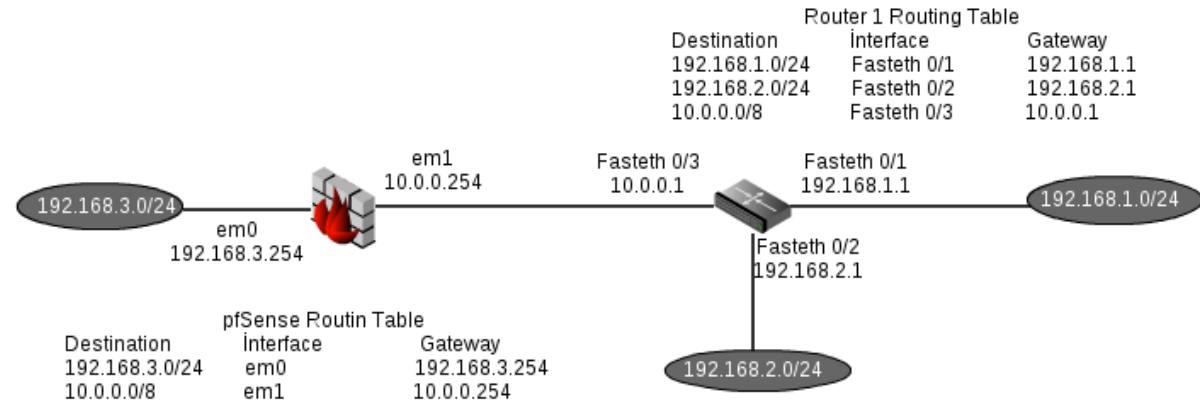 Router 1 Routing Table
Destination İnterface Gateway
192.168.1.0/24 Fasteth 0/1 192.168.1.1
192.168.2.0/24 Fasteth 0/2 192.168.2.1
10.0.0.0/8 Fasteth 0/3 10.0.0.1
em1
10.0.0.254
Fasteth 0/3
10.0.0.1
Fasteth 0/1
192.168.1.1
192.168.3.0/24
192.168.1.0/24
em0
192.168.3.254
Fasteth 0/2
192.168.2.1
pfSense Routin Table
Destination İnterface Gateway
192.168.3.0/24 em0 192.168.3.254
10.0.0.0/8 em1 10.0.0.254
192.168.2.0/24